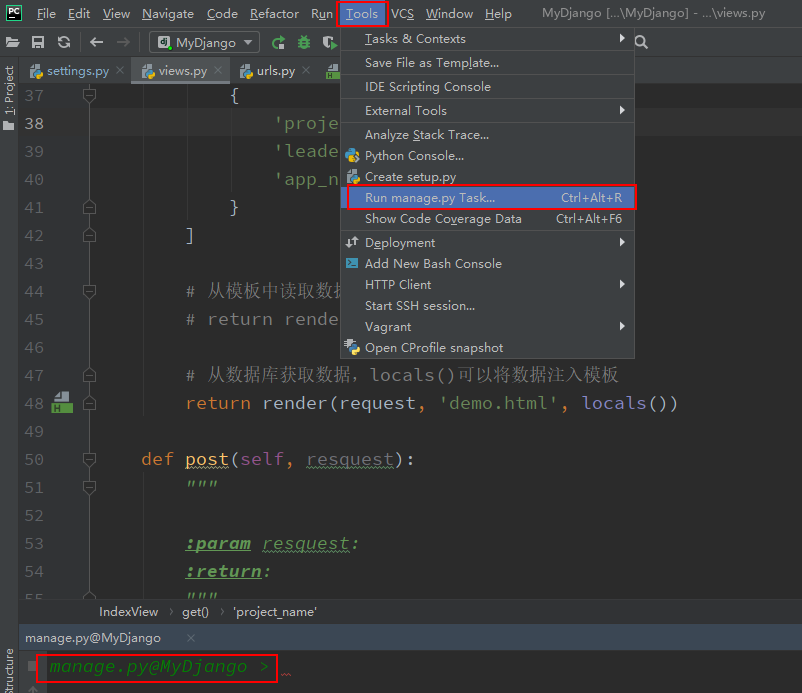 PC File Edit View Navigate Code Refactor Run Tools VCS Window Help MyDjango [...\MyDjango] - ...\views.py
MyDjango
settings.py views.py urls.py
1: Project
Tasks & Contexts
Save File as Template...
IDE Scripting Console
External Tools
Analyze Stack Trace...
Python Console...
Create setup.py
Run manage.py Task... Ctrl+Alt+R
Show Code Coverage Data Ctrl+Alt+F6
Deployment
Add New Bash Console
HTTP Client
Start SSH session...
Vagrant
Open CProfile snapshot
37 {
38 'proje
39 'leade
40 'app_n
41 }
42 ]
43
44 # 从模板中读取数据
45 # return rende
46
47 # 从数据库获取数据，locals()可以将数据注入模板
48 return render(request, 'demo.html', locals())
49
50 def post(self, resquest):
51 """
52
53 :param resquest:
54 :return:
55 """
IndexView › get() › 'project_name'
manage.py@MyDjango
manage.py@MyDjango >
Structure